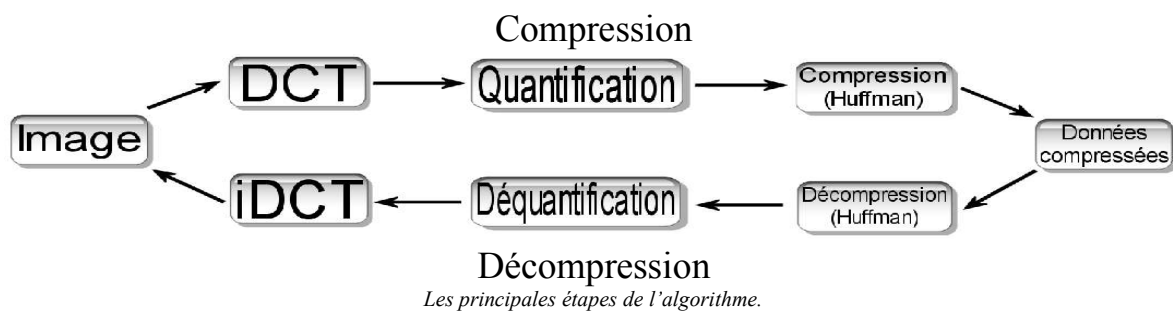 Compression
DCT
Quantification
Compression
(Huffman)
Image
Données
compressées
iDCT
Déquantification
Décompression
(Huffman)
Décompression
Les principales étapes de l'algorithme.